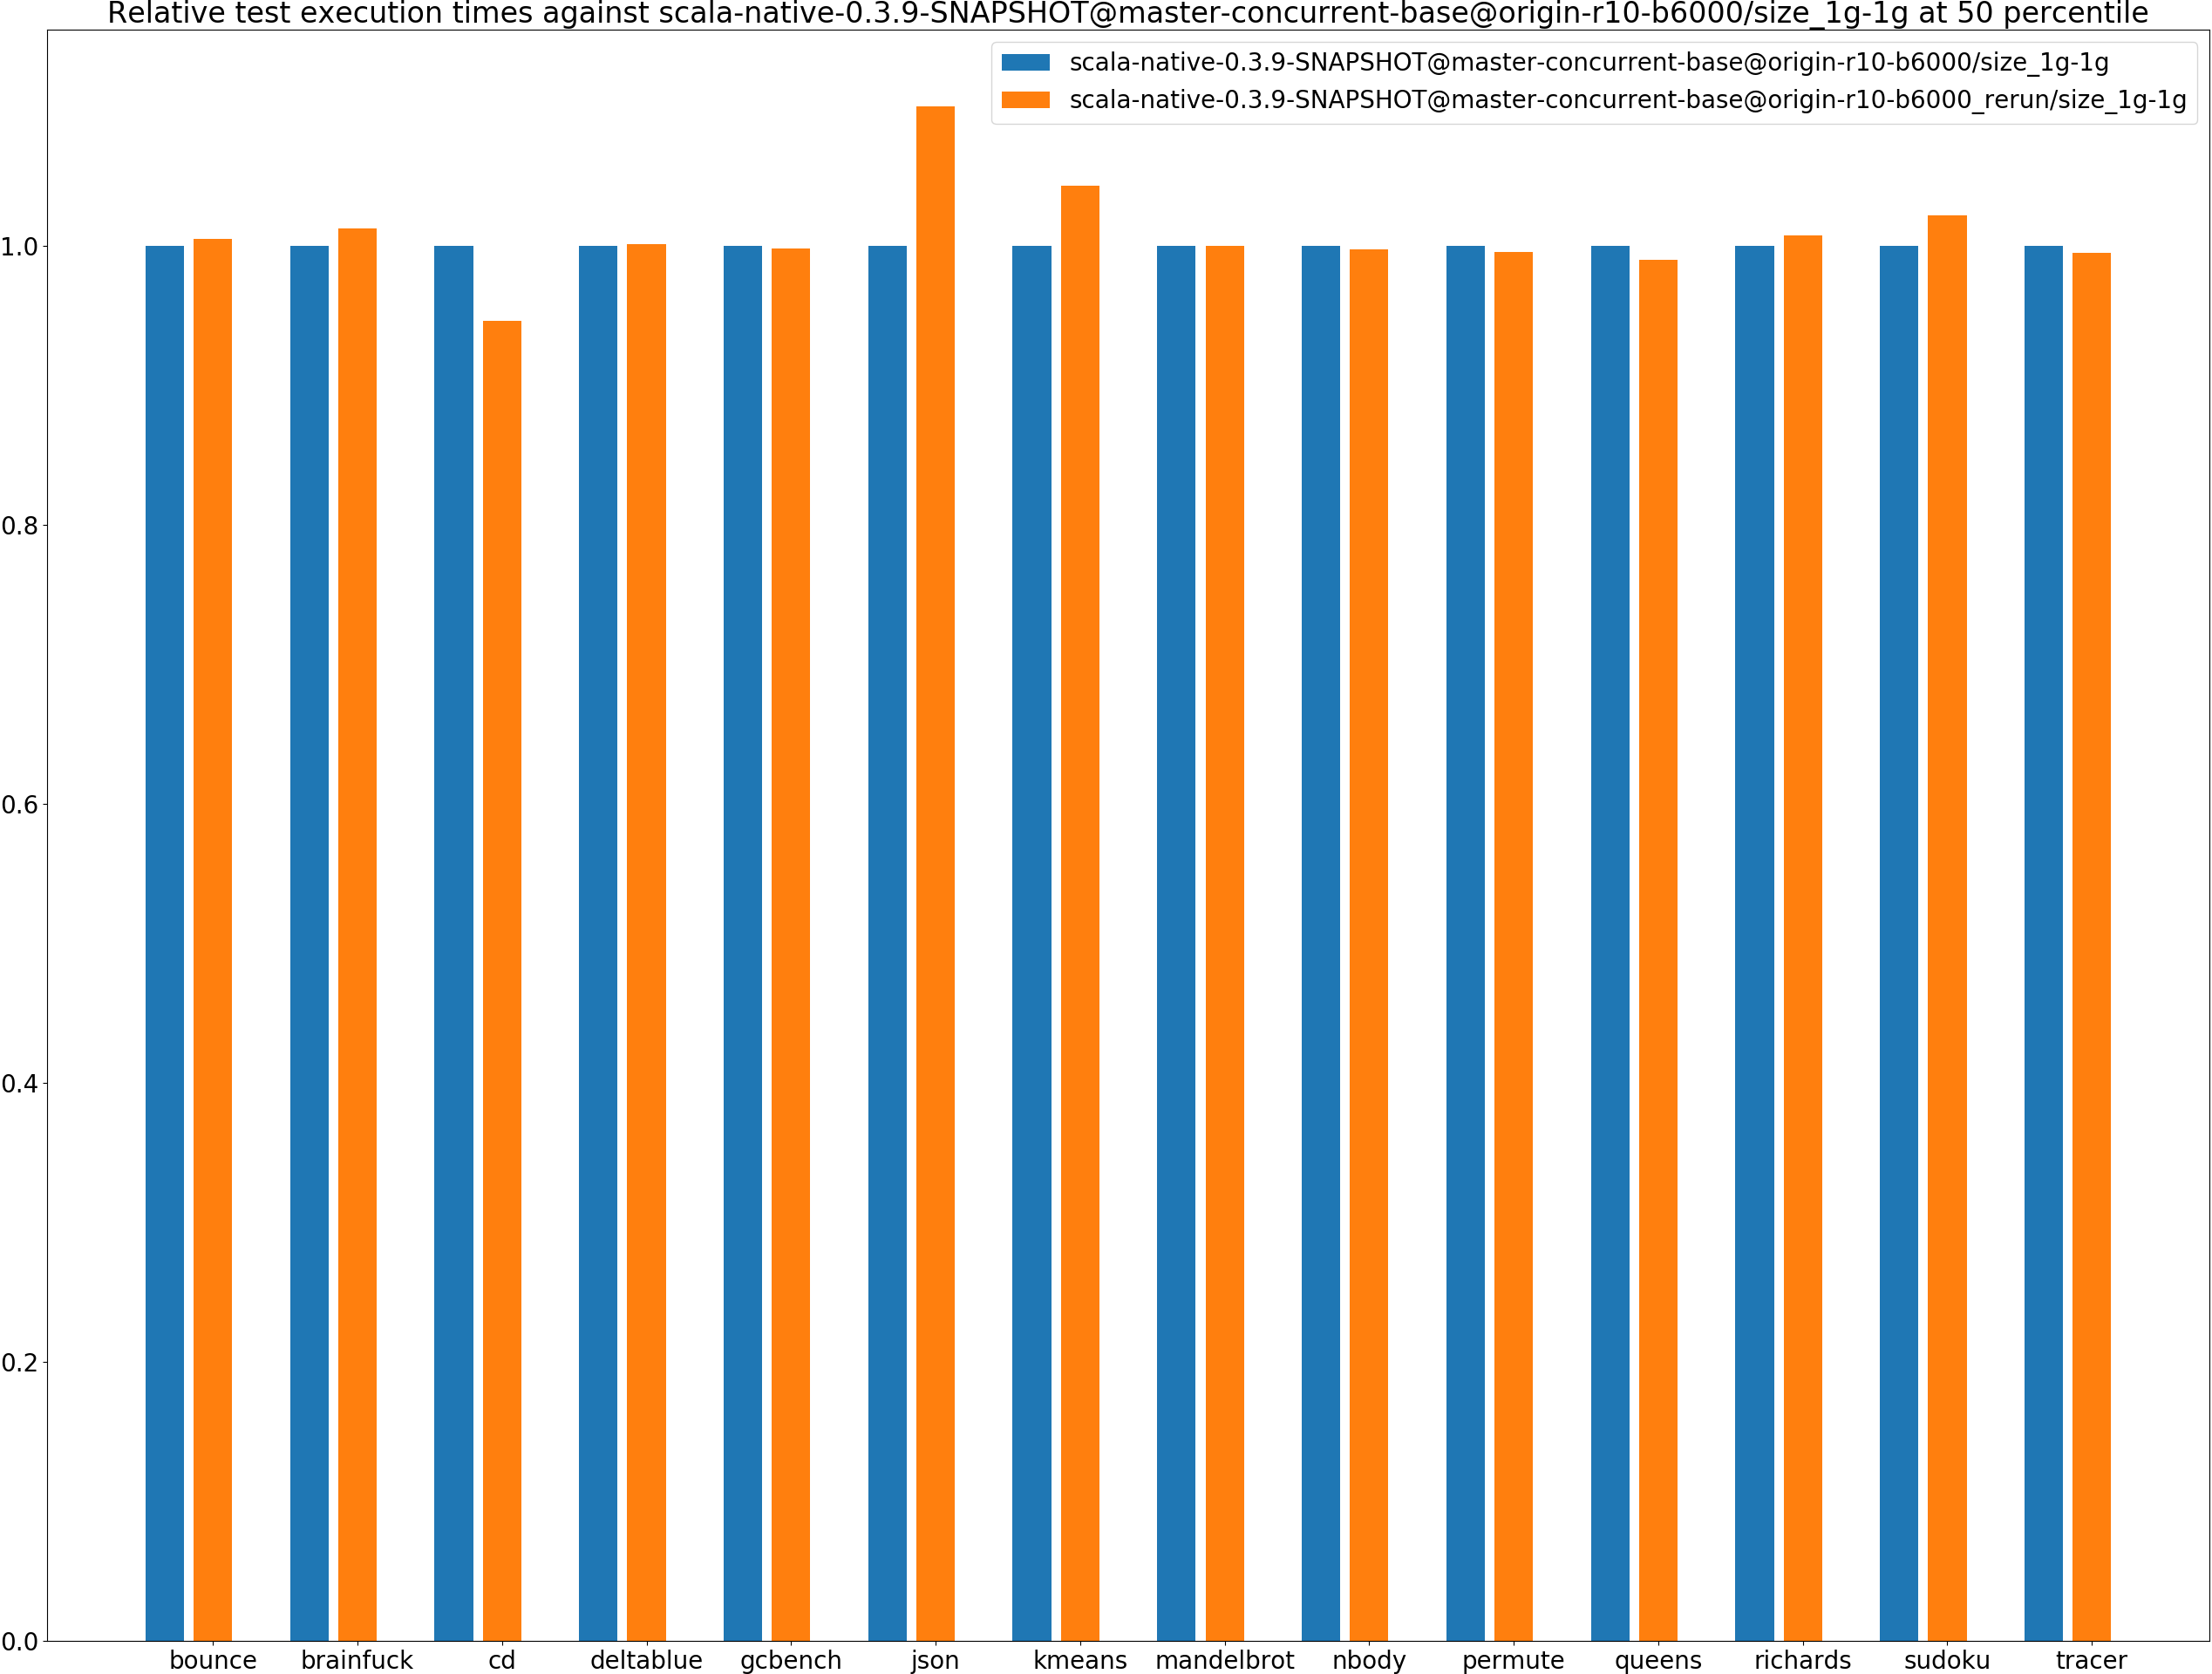 Relative test execution times against scala-native-0.3.9-SNAPSHOT@master-concurrent-base@origin-r10-b6000/size_1g-1g at 50 percentile
scala-native-0.3.9-SNAPSHOT@master-concurrent-base@origin-r10-b6000/size_1g-1g
scala-native-0.3.9-SNAPSHOT@master-concurrent-base@origin-r10-b6000_rerun/size_1g-1g
1.0
0.8
0.6
0.4
0.2
0.0
bounce brainfuck cd deltablue gcbench json kmeans mandelbrot nbody permute queens richards sudoku tracer